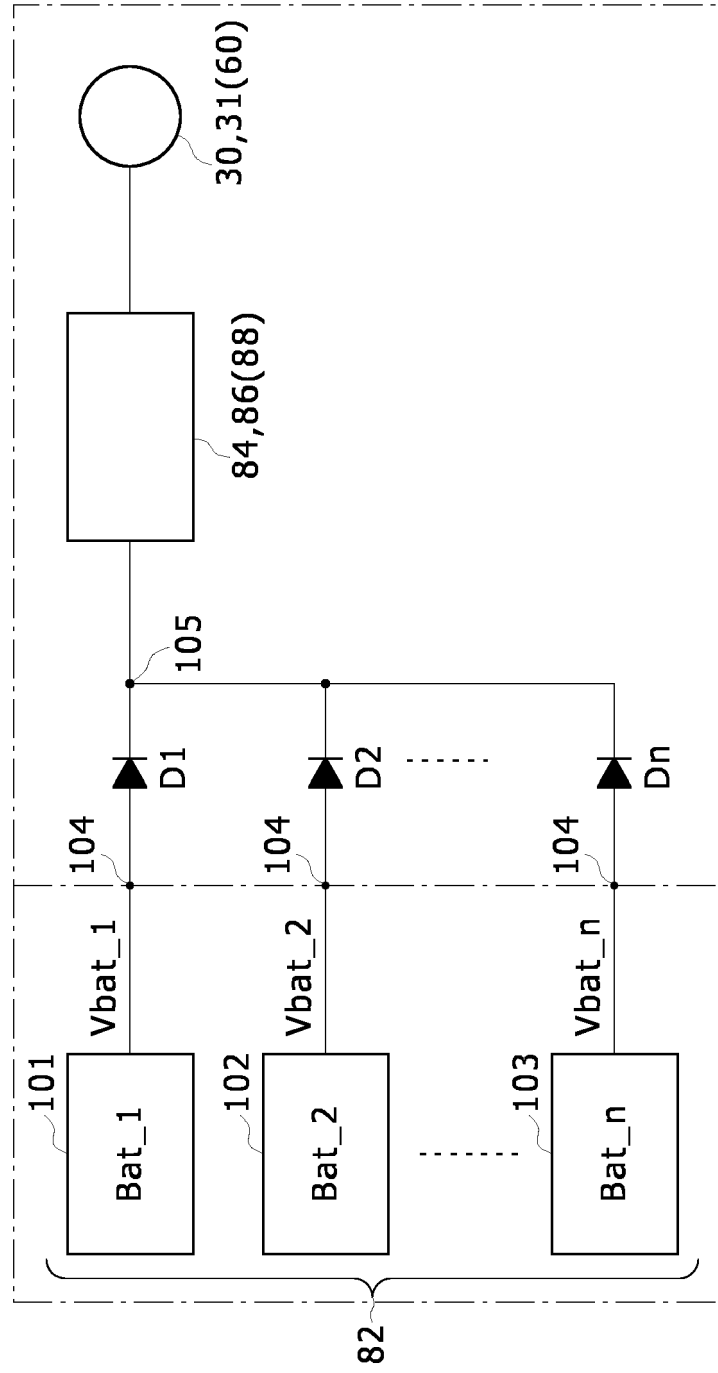 82
101
Bat_1
Vbat_1
104
D1
105
84,86(88)
30,31(60)
102
Bat_2
Vbat_2
104
D2
103
Bat_n
Vbat_n
104
Dn